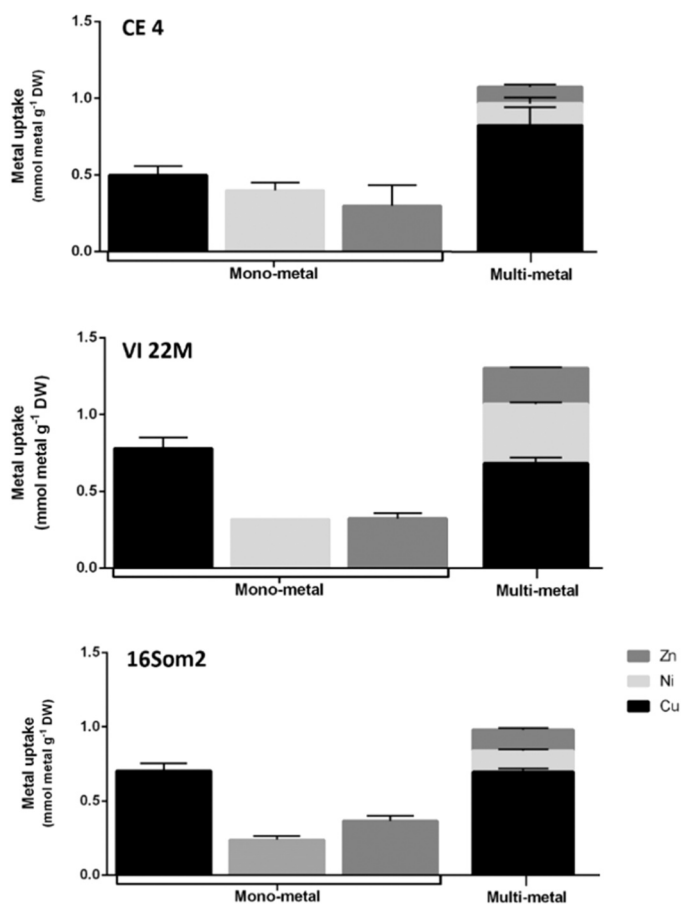 CE 4
Metal uptake
(mmol metal g⁻¹ DW)
1.5
1.0
0.5
0.0
Mono-metal
Multi-metal
VI 22M
Metal uptake
(mmol metal g⁻¹ DW)
1.5
1.0
0.5
0.0
Mono-metal
Multi-metal
16Som2
Metal uptake
(mmol metal g⁻¹ DW)
1.5
1.0
0.5
0.0
Mono-metal
Multi-metal
Zn
Ni
Cu